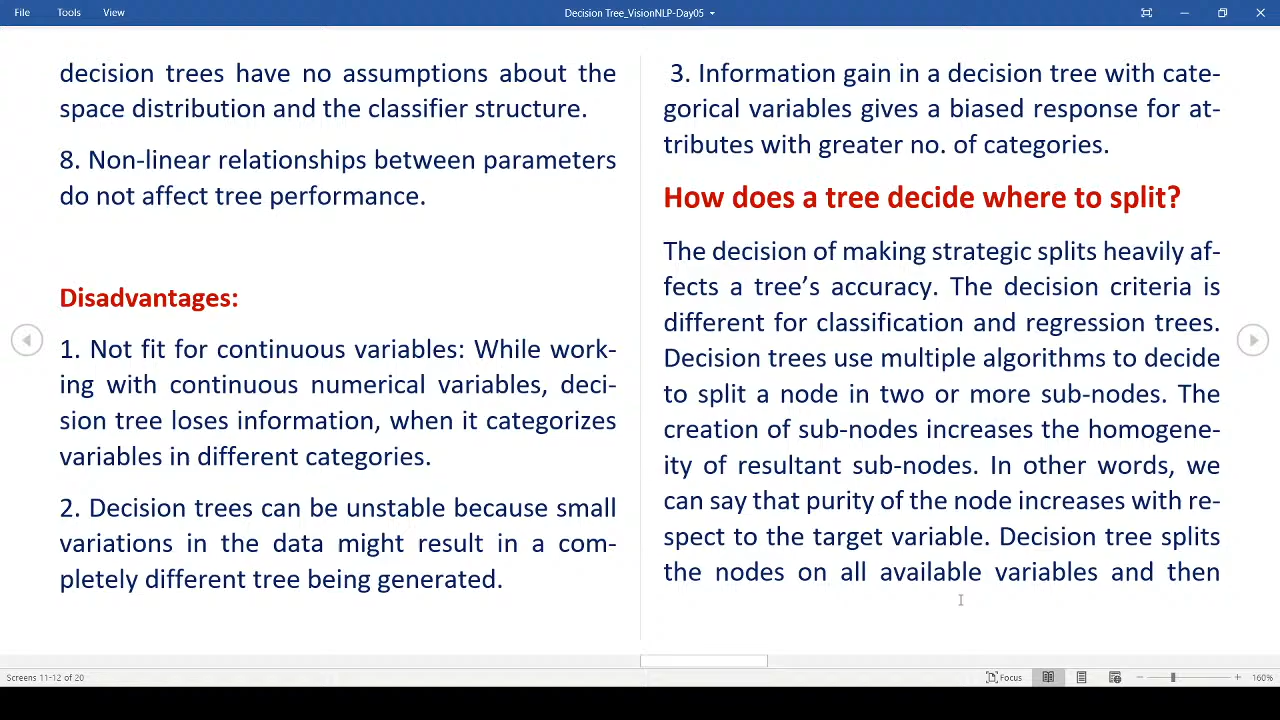 File Tools View Decision Tree_VisionNLP-Day05
decision trees have no assumptions about the
space distribution and the classifier structure.
8. Non-linear relationships between parameters
do not affect tree performance.
Disadvantages:
1. Not fit for continuous variables: While work-
ing with continuous numerical variables, deci-
sion tree loses information, when it categorizes
variables in different categories.
2. Decision trees can be unstable because small
variations in the data might result in a com-
pletely different tree being generated.
3. Information gain in a decision tree with cate-
gorical variables gives a biased response for at-
tributes with greater no. of categories.
How does a tree decide where to split?
The decision of making strategic splits heavily af-
fects a tree’s accuracy. The decision criteria is
different for classification and regression trees.
Decision trees use multiple algorithms to decide
to split a node in two or more sub-nodes. The
creation of sub-nodes increases the homogene-
ity of resultant sub-nodes. In other words, we
can say that purity of the node increases with re-
spect to the target variable. Decision tree splits
the nodes on all available variables and then
Screens 11-12 of 20 Focus 160%